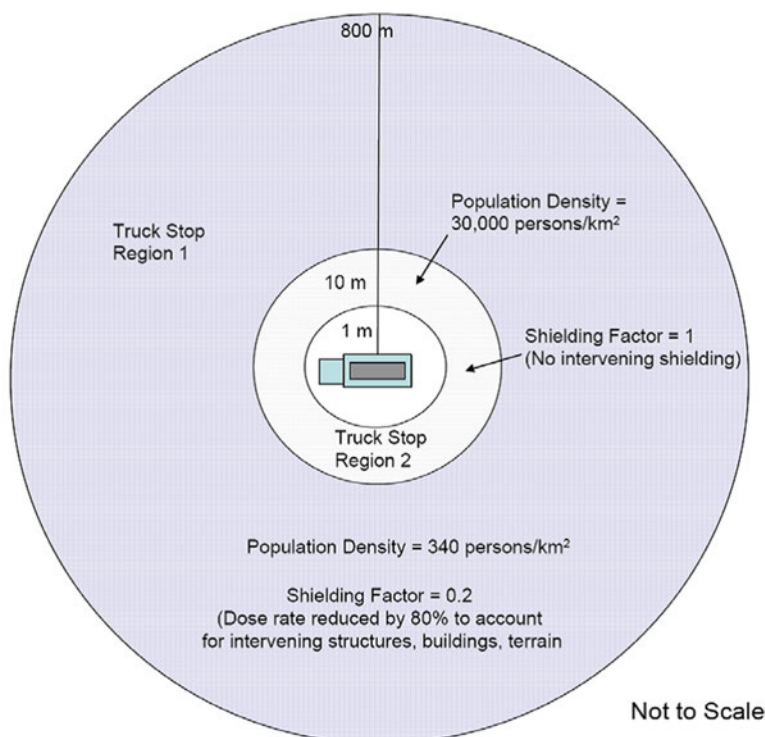 800 m
Population Density =
30,000 persons/km²
Truck Stop
Region 1
10 m
1 m
Shielding Factor = 1
(No intervening shielding)
Truck Stop
Region 2
Population Density = 340 persons/km²
Shielding Factor = 0.2
(Dose rate reduced by 80% to account
for intervening structures, buildings, terrain
Not to Scale